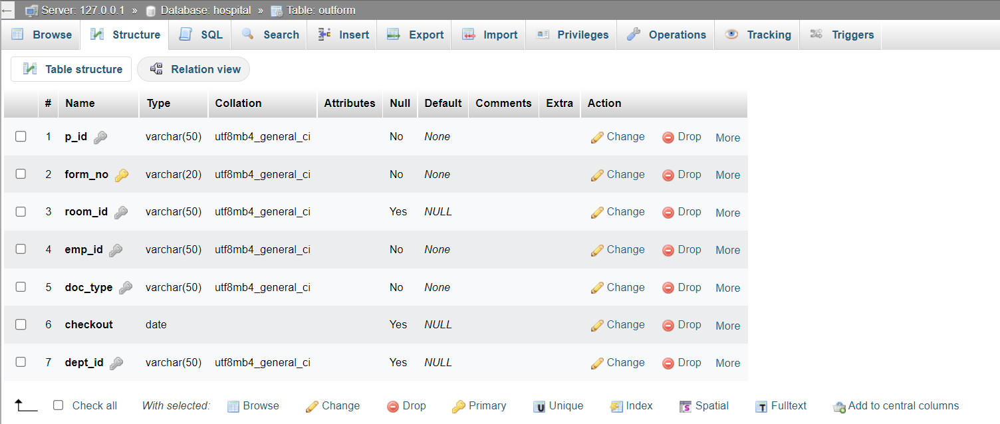 Server: 127.0.0.1 » Database: hospital » Table: outform
Browse Structure SQL Search Insert Export Import Privileges Operations Tracking Triggers
Table structure Relation view
# Name Type Collation Attributes Null Default Comments Extra Action
1 p_id varchar(50) utf8mb4_general_ci No None Change Drop More
2 form_no varchar(20) utf8mb4_general_ci No None Change Drop More
3 room_id varchar(50) utf8mb4_general_ci Yes NULL Change Drop More
4 emp_id varchar(50) utf8mb4_general_ci No None Change Drop More
5 doc_type varchar(50) utf8mb4_general_ci No None Change Drop More
6 checkout date Yes NULL Change Drop More
7 dept_id varchar(50) utf8mb4_general_ci Yes NULL Change Drop More
Check all With selected: Browse Change Drop Primary Unique Index Spatial Fulltext Add to central columns